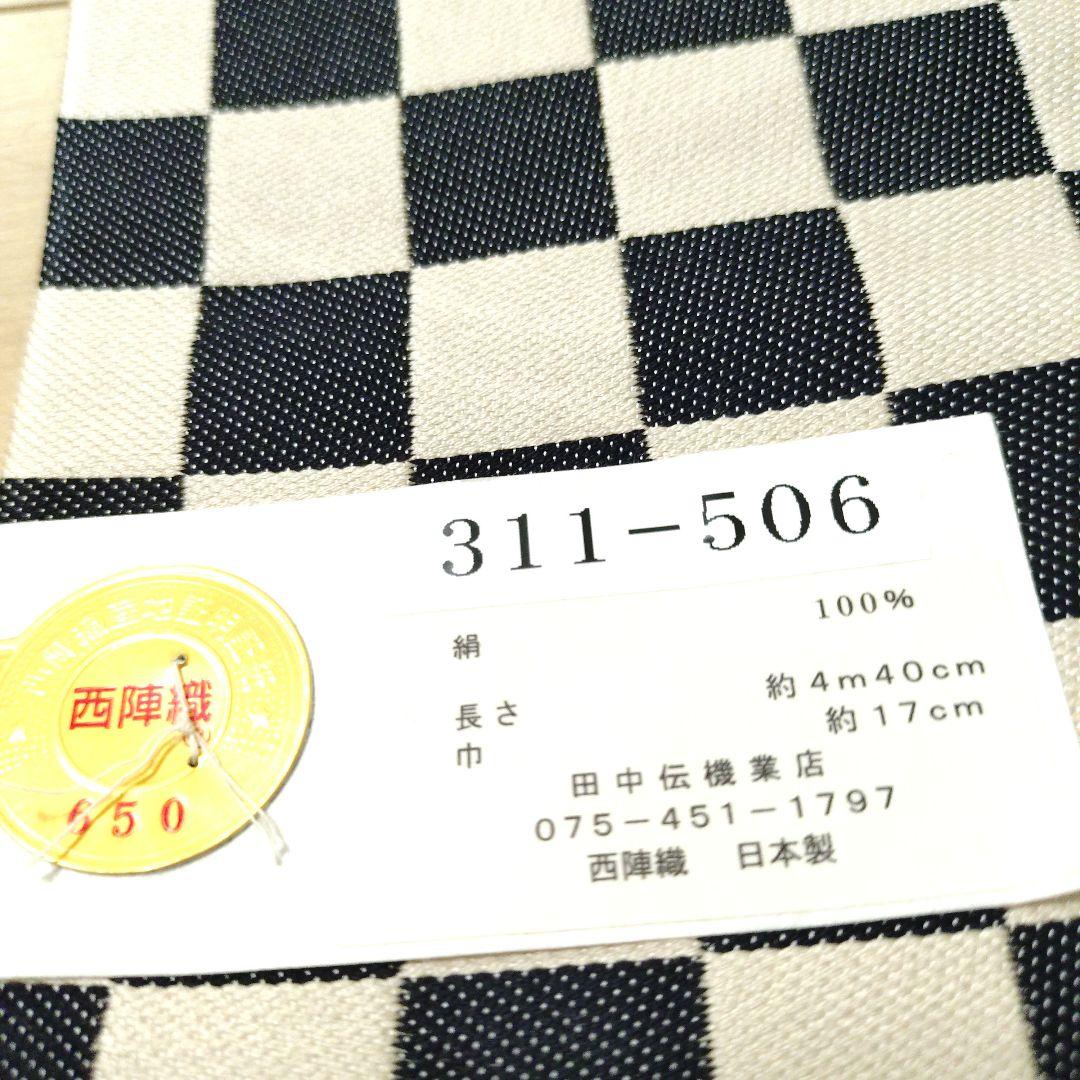 311-506
絹 100%
長さ 約4m40cm
巾 約17cm
田中伝機業店
075-451-1797
西陣織 日本製
西陣織
650